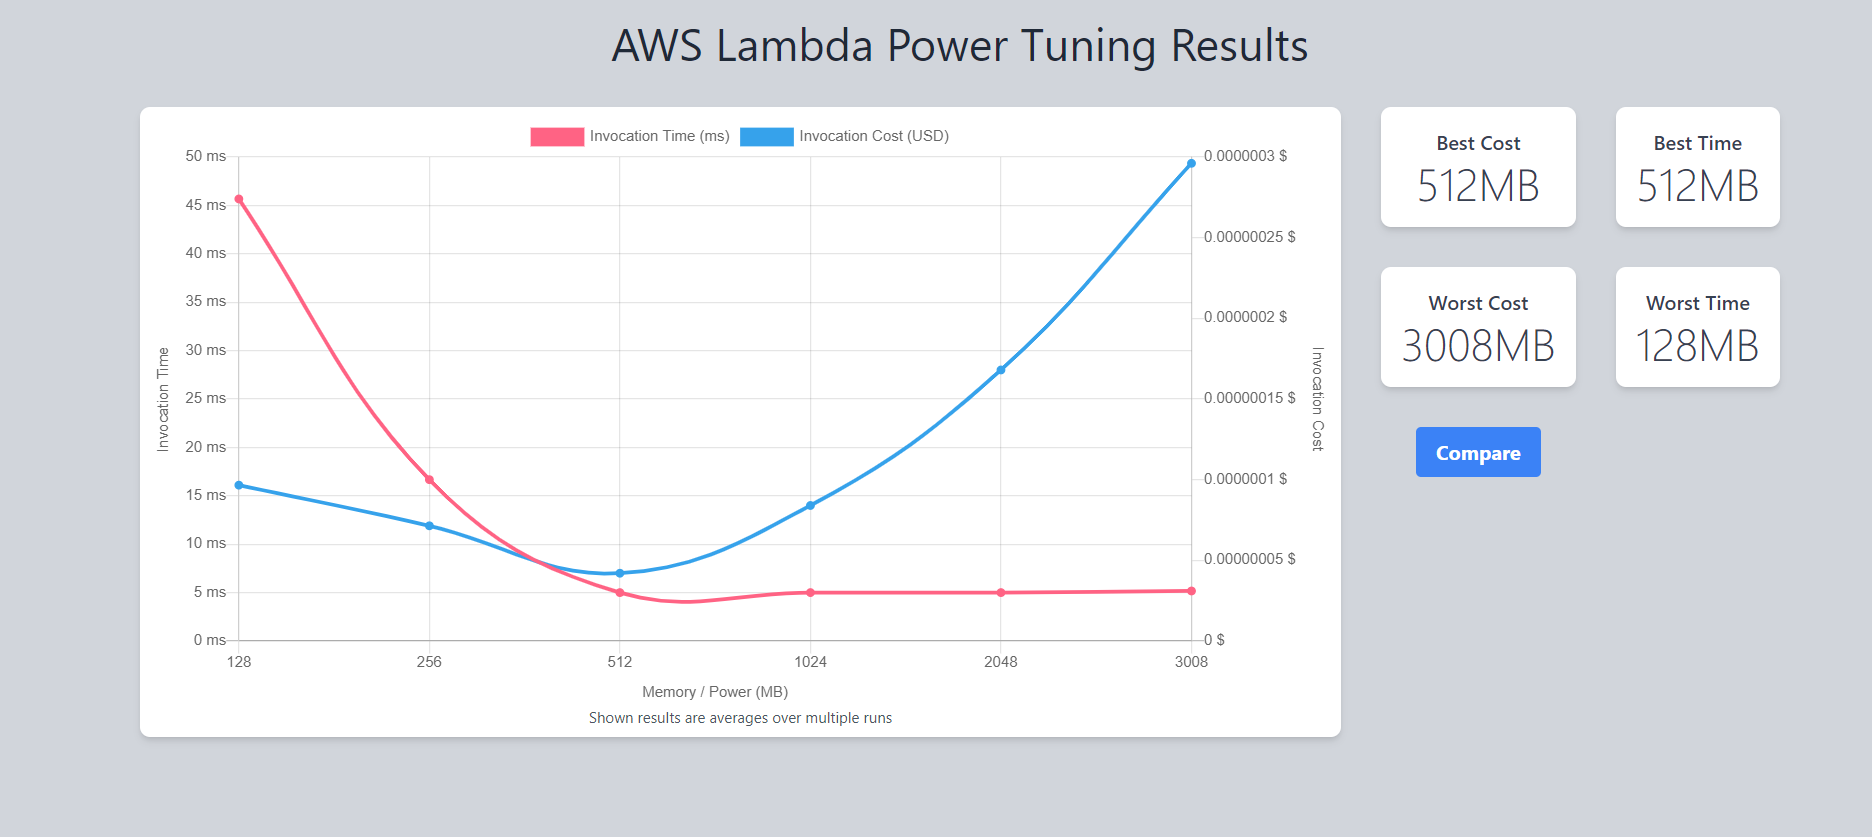 AWS Lambda Power Tuning Results
Invocation Time (ms)
Invocation Cost (USD)
50 ms
45 ms
40 ms
35 ms
30 ms
25 ms
20 ms
15 ms
10 ms
5 ms
0 ms
Invocation Time
0.0000003 $
0.00000025 $
0.0000002 $
0.00000015 $
0.0000001 $
0.00000005 $
0 $
Invocation Cost
128
256
512
1024
2048
3008
Memory / Power (MB)
Shown results are averages over multiple runs
Best Cost
512MB
Best Time
512MB
Worst Cost
3008MB
Worst Time
128MB
Compare